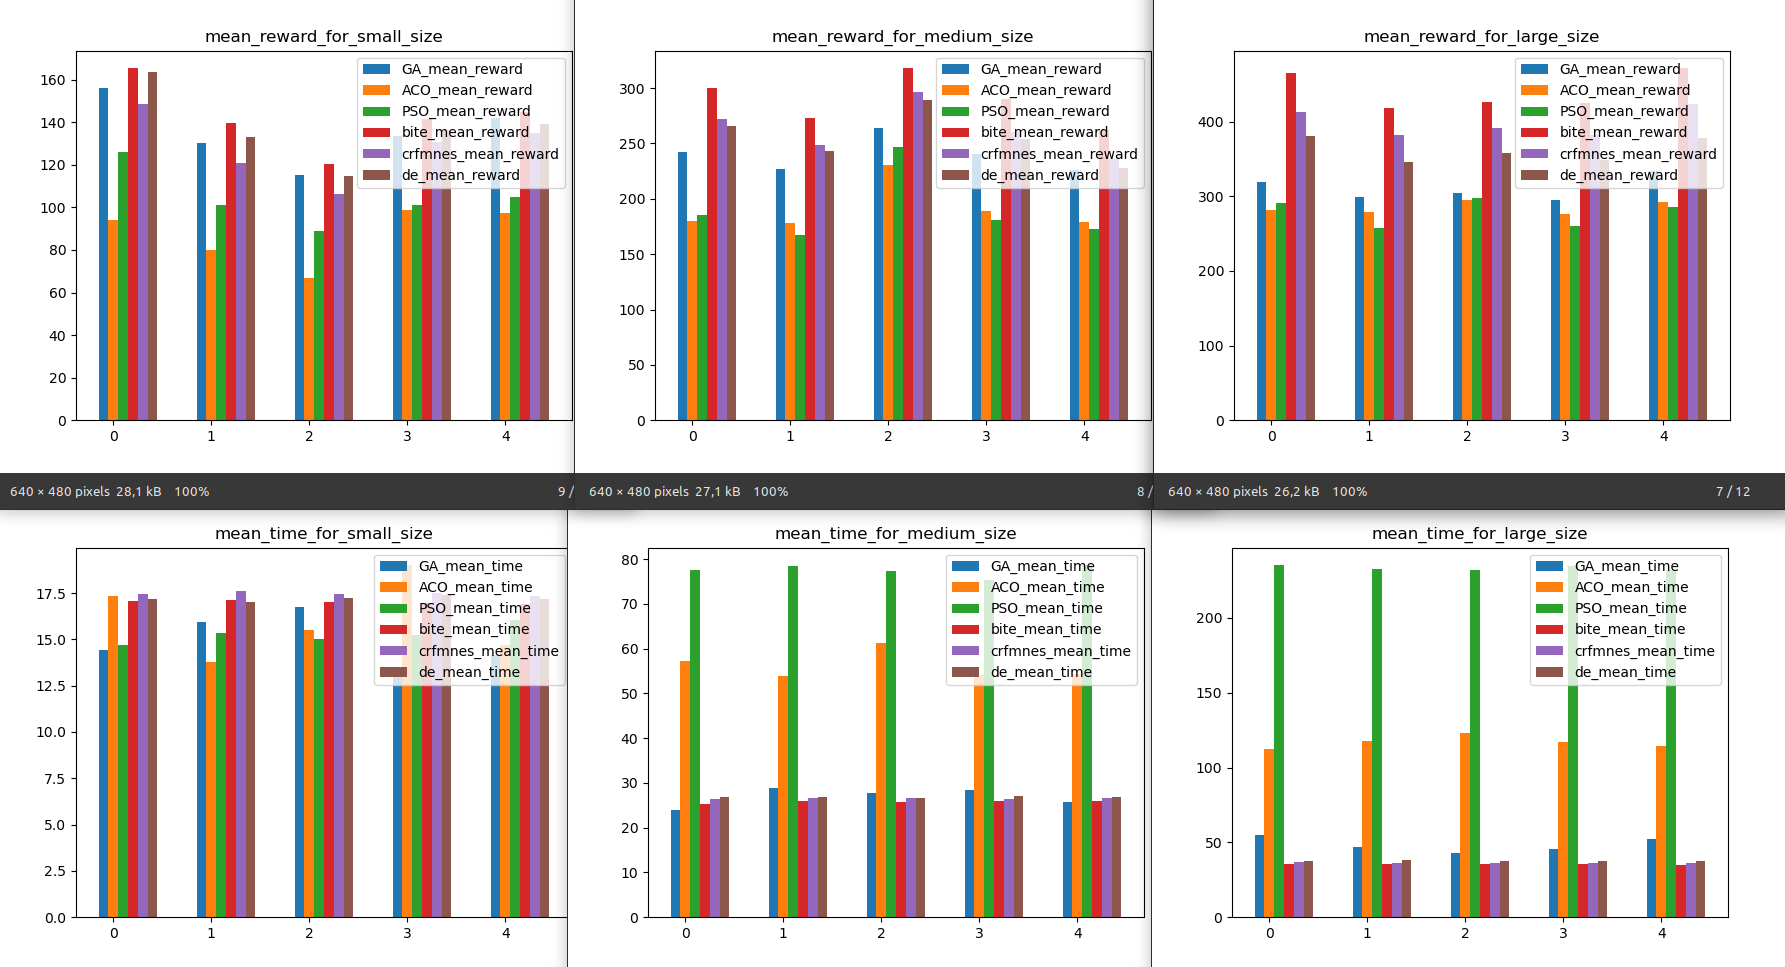 mean_reward_for_small_size
160
140
120
100
80
60
40
20
0
0 1 2 3 4
GA_mean_reward
ACO_mean_reward
PSO_mean_reward
bite_mean_reward
crfmnes_mean_reward
de_mean_reward
mean_reward_for_medium_size
300
250
200
150
100
50
0
0 1 2 3 4
GA_mean_reward
ACO_mean_reward
PSO_mean_reward
bite_mean_reward
crfmnes_mean_reward
de_mean_reward
mean_reward_for_large_size
400
300
200
100
0
0 1 2 3 4
GA_mean_reward
ACO_mean_reward
PSO_mean_reward
bite_mean_reward
crfmnes_mean_reward
de_mean_reward
640 × 480 pixels 28,1 kB 100% 9 /
640 × 480 pixels 27,1 kB 100% 8 /
640 × 480 pixels 26,2 kB 100% 7 / 12
mean_time_for_small_size
17.5
15.0
12.5
10.0
7.5
5.0
2.5
0.0
0 1 2 3 4
GA_mean_time
ACO_mean_time
PSO_mean_time
bite_mean_time
crfmnes_mean_time
de_mean_time
mean_time_for_medium_size
80
70
60
50
40
30
20
10
0
0 1 2 3 4
GA_mean_time
ACO_mean_time
PSO_mean_time
bite_mean_time
crfmnes_mean_time
de_mean_time
mean_time_for_large_size
200
150
100
50
0
0 1 2 3 4
GA_mean_time
ACO_mean_time
PSO_mean_time
bite_mean_time
crfmnes_mean_time
de_mean_time